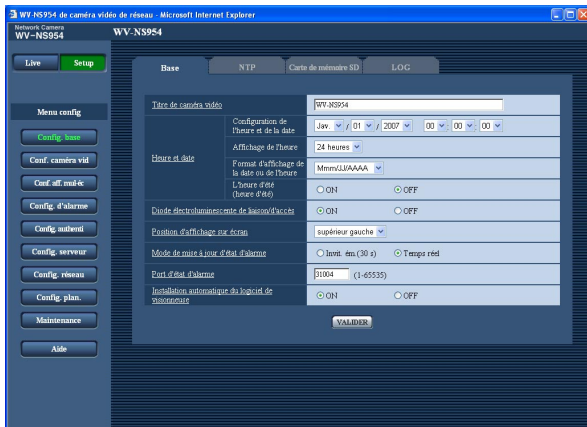 WV-NS954 de caméra vidéo de réseau - Microsoft Internet Explorer
Network Camera
WV-NS954
WV-NS954
Live
Setup
Menu config
Config. base
Conf. caméra vid
Conf. aff. mul-éc
Config. d'alarme
Config. authenti
Config. serveur
Config. réseau
Config. plan.
Maintenance
Aide
Base
NTP
Carte de mémoire SD
LOG
Titre de caméra vidéo
WV-NS954
Heure et date
Configuration de
l'heure et de la date
Jav. / 01 / 2007 00 : 00 : 00
Affichage de l'heure
24 heures
Format d'affichage de
la date ou de l'heure
Mmm/JJ/AAAA
L'heure d'été
(heure d'été)
ON
OFF
Diode électroluminescente de liaison/d'accès
ON
OFF
Position d'affichage sur écran
supérieur gauche
Mode de mise à jour d'état d'alarme
Invit. ém.(30 s)
Temps réel
Port d'état d'alarme
31004
(1-65535)
Installation automatique du logiciel de
visionneuse
ON
OFF
VALIDER